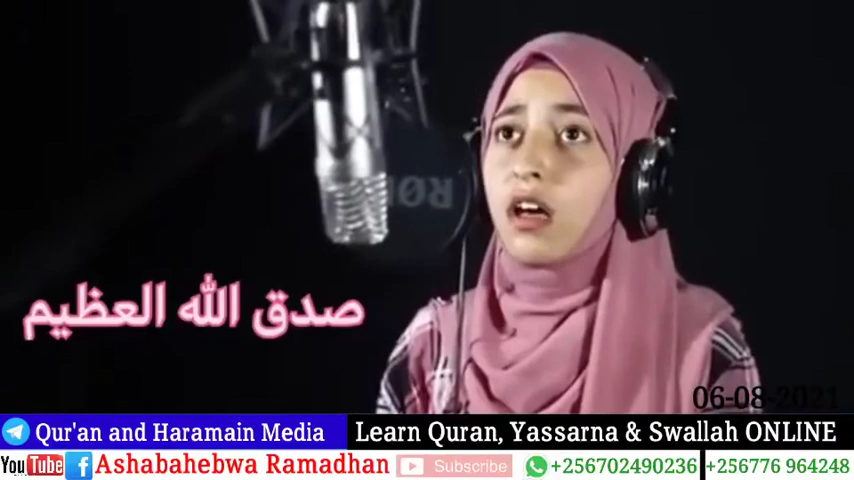 RØ
صدق الله العظيم
06-08-2021
Qur'an and Haramain Media
Learn Quran, Yassarna & Swallah ONLINE
YouTube
Ashabahebwa Ramadhan
Subscribe
+256702490236
+256776 964248